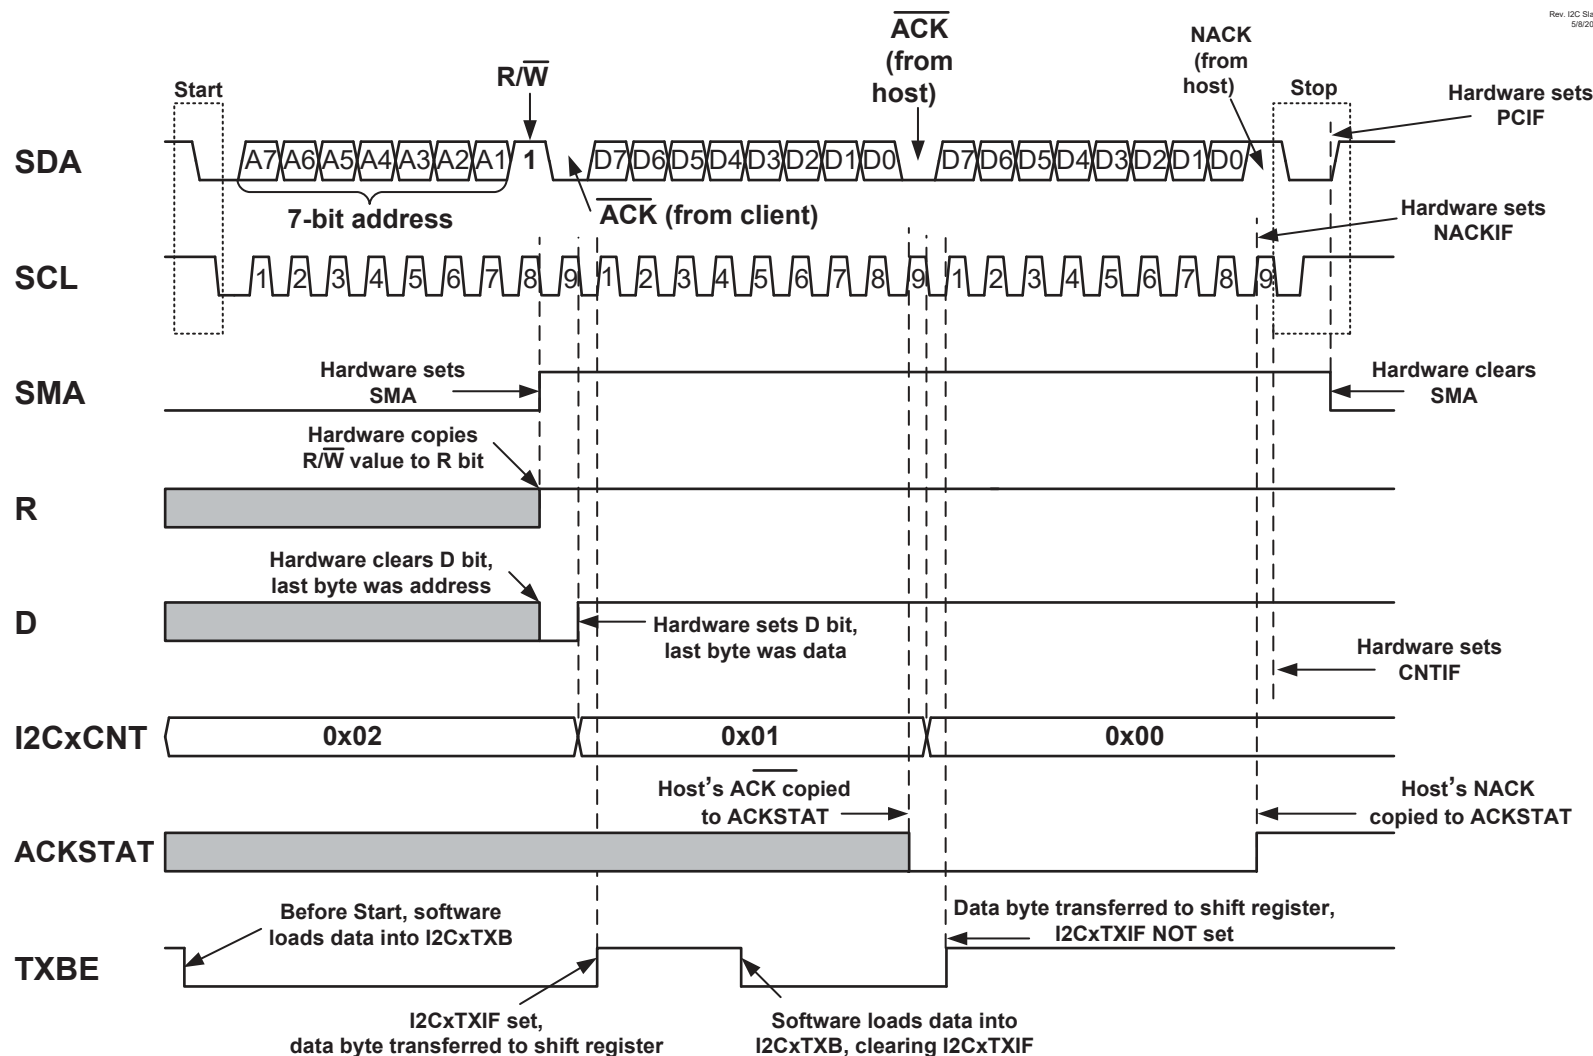 Rev. I2C Sla
5/8/20
ACK
(from
host)
NACK
(from
host)
R/W
Start
Stop
Hardware sets
PCIF
SDA
A7 A6 A5 A4 A3 A2 A1 1 D7 D6 D5 D4 D3 D2 D1 D0 D7 D6 D5 D4 D3 D2 D1 D0
7-bit address
ACK (from client)
Hardware sets
NACKIF
SCL
1 2 3 4 5 6 7 8 9 1 2 3 4 5 6 7 8 9 1 2 3 4 5 6 7 8 9
SMA
Hardware sets
SMA
Hardware clears
SMA
Hardware copies
R/W value to R bit
R
Hardware clears D bit,
last byte was address
D
Hardware sets D bit,
last byte was data
Hardware sets
CNTIF
I2CxCNT
0x02 0x01 0x00
Host's ACK copied
to ACKSTAT
Host's NACK
copied to ACKSTAT
ACKSTAT
Before Start, software
loads data into I2CxTXB
Data byte transferred to shift register,
I2CxTXIF NOT set
TXBE
I2CxTXIF set,
data byte transferred to shift register
Software loads data into
I2CxTXB, clearing I2CxTXIF